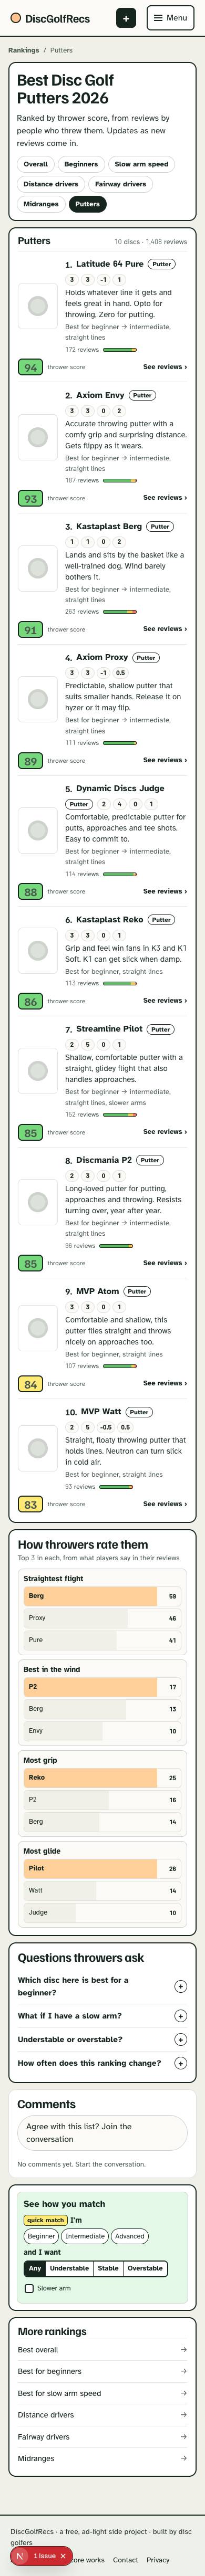 DiscGolfRecs
+
Menu
Rankings / Putters
Best Disc Golf
Putters 2026
Ranked by thrower score, from reviews by
people who throw them. Updates as new
reviews come in.
Overall Beginners Slow arm speed
Distance drivers Fairway drivers
Midranges Putters
Putters 10 discs · 1,408 reviews
1. Latitude 64 Pure Putter
3 3 -1 1
Holds whatever line it gets and
feels great in hand. Opto for
throwing, Zero for putting.
Best for beginner → intermediate,
straight lines
172 reviews
94 thrower score See reviews ›
2. Axiom Envy Putter
3 3 0 2
Accurate throwing putter with a
comfy grip and surprising distance.
Gets flippy as it wears.
Best for beginner → intermediate,
straight lines
187 reviews
93 thrower score See reviews ›
3. Kastaplast Berg Putter
1 1 0 2
Lands and sits by the basket like a
well-trained dog. Wind barely
bothers it.
Best for beginner → intermediate,
straight lines
263 reviews
91 thrower score See reviews ›
4. Axiom Proxy Putter
3 3 -1 0.5
Predictable, shallow putter that
suits smaller hands. Release it on
hyzer or it may flip.
Best for beginner → intermediate,
straight lines
111 reviews
89 thrower score See reviews ›
5. Dynamic Discs Judge
Putter 2 4 0 1
Comfortable, predictable putter for
putts, approaches and tee shots.
Easy to commit to.
Best for beginner → intermediate,
straight lines
114 reviews
88 thrower score See reviews ›
6. Kastaplast Reko Putter
3 3 0 1
Grip and feel win fans in K3 and K1
Soft. K1 can get slick when damp.
Best for beginner, straight lines
113 reviews
86 thrower score See reviews ›
7. Streamline Pilot Putter
2 5 0 1
Shallow, comfortable putter with a
straight, glidey flight that also
handles approaches.
Best for beginner → intermediate,
straight lines, slower arms
152 reviews
85 thrower score See reviews ›
8. Discmania P2 Putter
2 3 0 1
Long-loved putter for putting,
approaches and throwing. Resists
turning over, year after year.
Best for beginner → intermediate,
straight lines
96 reviews
85 thrower score See reviews ›
9. MVP Atom Putter
3 3 0 1
Comfortable and shallow, this
putter flies straight and throws
nicely on approaches too.
Best for beginner, straight lines
107 reviews
84 thrower score See reviews ›
10. MVP Watt Putter
2 5 -0.5 0.5
Straight, floaty throwing putter that
holds lines. Neutron can turn slick
in cold air.
Best for beginner, straight lines
93 reviews
83 thrower score See reviews ›
How throwers rate them
Top 3 in each, from what players say in their reviews
Straightest flight
Berg 59
Proxy 46
Pure 41
Best in the wind
P2 17
Berg 13
Envy 10
Most grip
Reko 25
P2 16
Berg 14
Most glide
Pilot 26
Watt 14
Judge 10
Questions throwers ask
Which disc here is best for a
beginner?
+
What if I have a slow arm? +
Understable or overstable? +
How often does this ranking change? +
Comments
Agree with this list? Join the
conversation
No comments yet. Start the conversation.
See how you match
quick match I'm
Beginner Intermediate Advanced
and I want
Any Understable Stable Overstable
Slower arm
More rankings
Best overall →
Best for beginners →
Best for slow arm speed →
Distance drivers →
Fairway drivers →
Midranges →
DiscGolfRecs · a free, ad-light side project · built by disc
golfers
N 1 Issue ×
ore works Contact Privacy